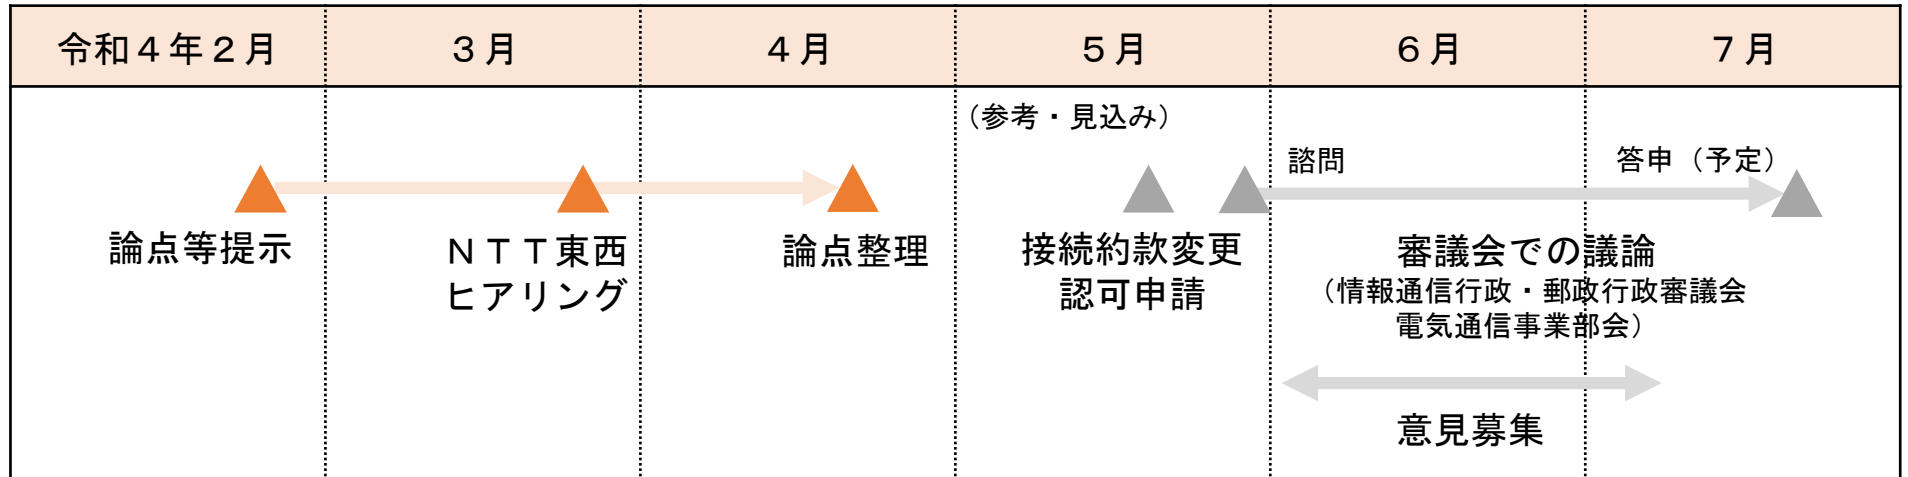 令和４年２月
３月
４月
５月
６月
７月
（参考・見込み）
諮問
答申（予定）
論点等提示
ＮＴＴ東西
ヒアリング
論点整理
接続約款変更
認可申請
審議会での議論
（情報通信行政・郵政行政審議会
電気通信事業部会）
意見募集